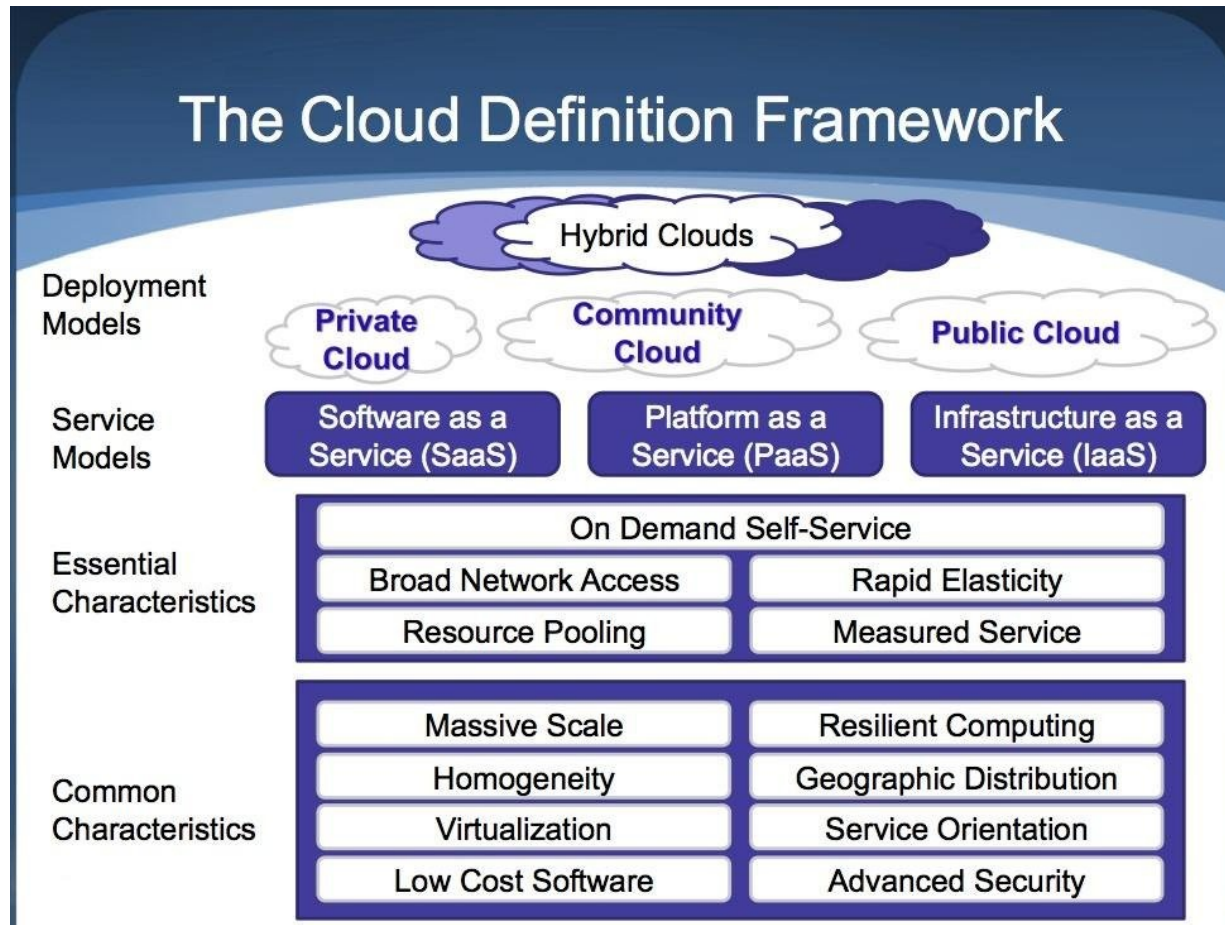 The Cloud Definition Framework
Hybrid Clouds
Deployment
Models
Private
Cloud
Community
Cloud
Public Cloud
Service
Models
Software as a
Service (SaaS)
Platform as a
Service (PaaS)
Infrastructure as a
Service (IaaS)
Essential
Characteristics
On Demand Self-Service
Broad Network Access
Rapid Elasticity
Resource Pooling
Measured Service
Common
Characteristics
Massive Scale
Resilient Computing
Homogeneity
Geographic Distribution
Virtualization
Service Orientation
Low Cost Software
Advanced Security